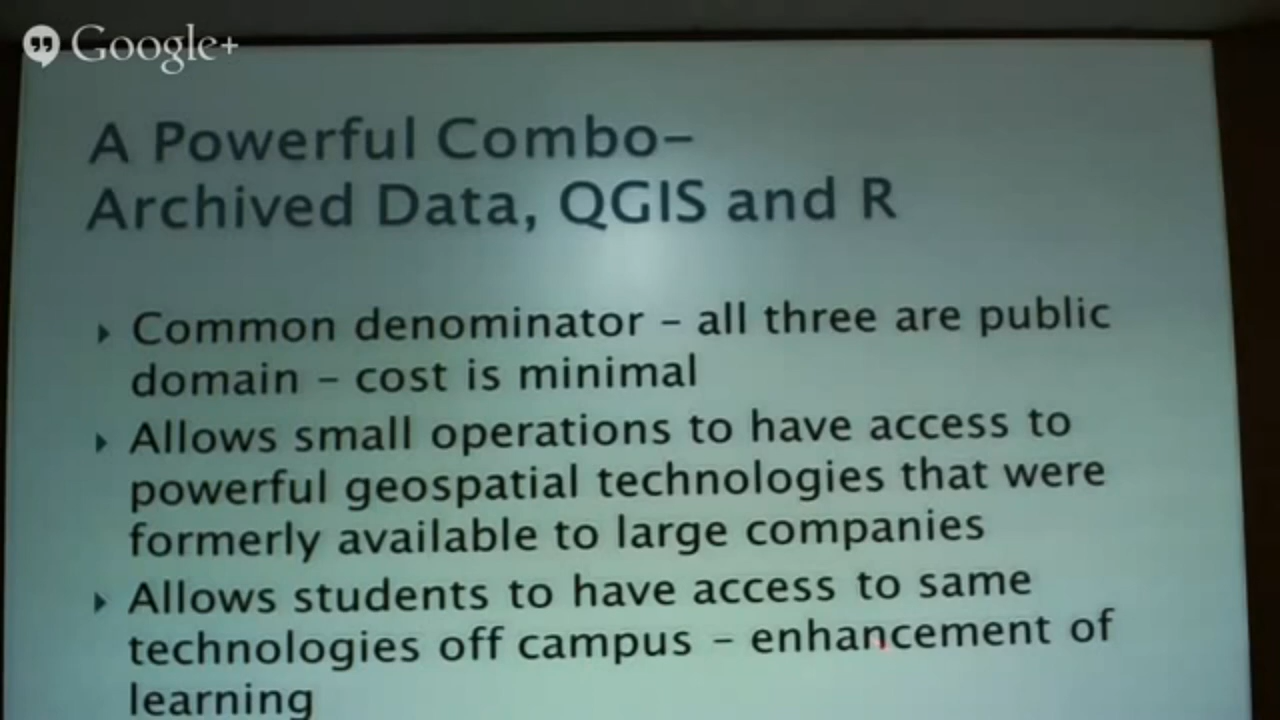 Google+
A Powerful Combo–
Archived Data, QGIS and R
Common denominator – all three are public
domain – cost is minimal
Allows small operations to have access to
powerful geospatial technologies that were
formerly available to large companies
Allows students to have access to same
technologies off campus – enhancement of
learning